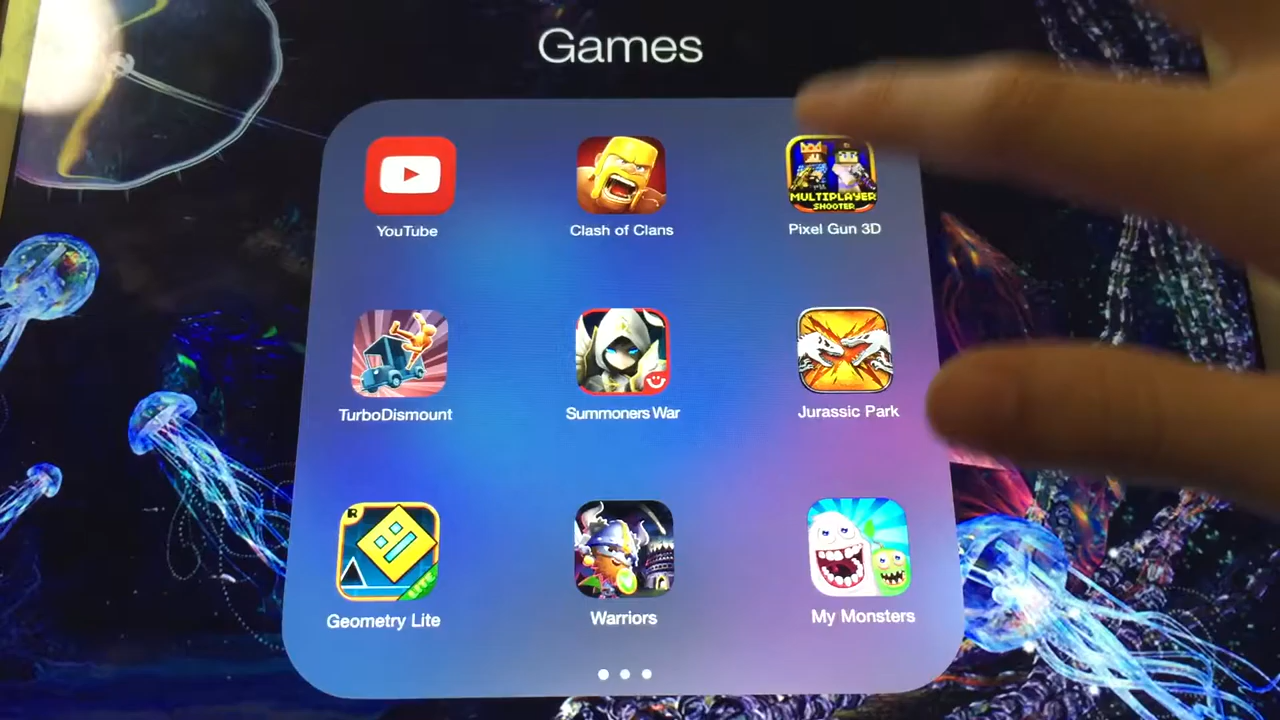 Games
YouTube
Clash of Clans
MULTIPLAYER
SHOOTER
Pixel Gun 3D
TurboDismount
Summoners War
Jurassic Park
R
LITE
Geometry Lite
Warriors
My Monsters